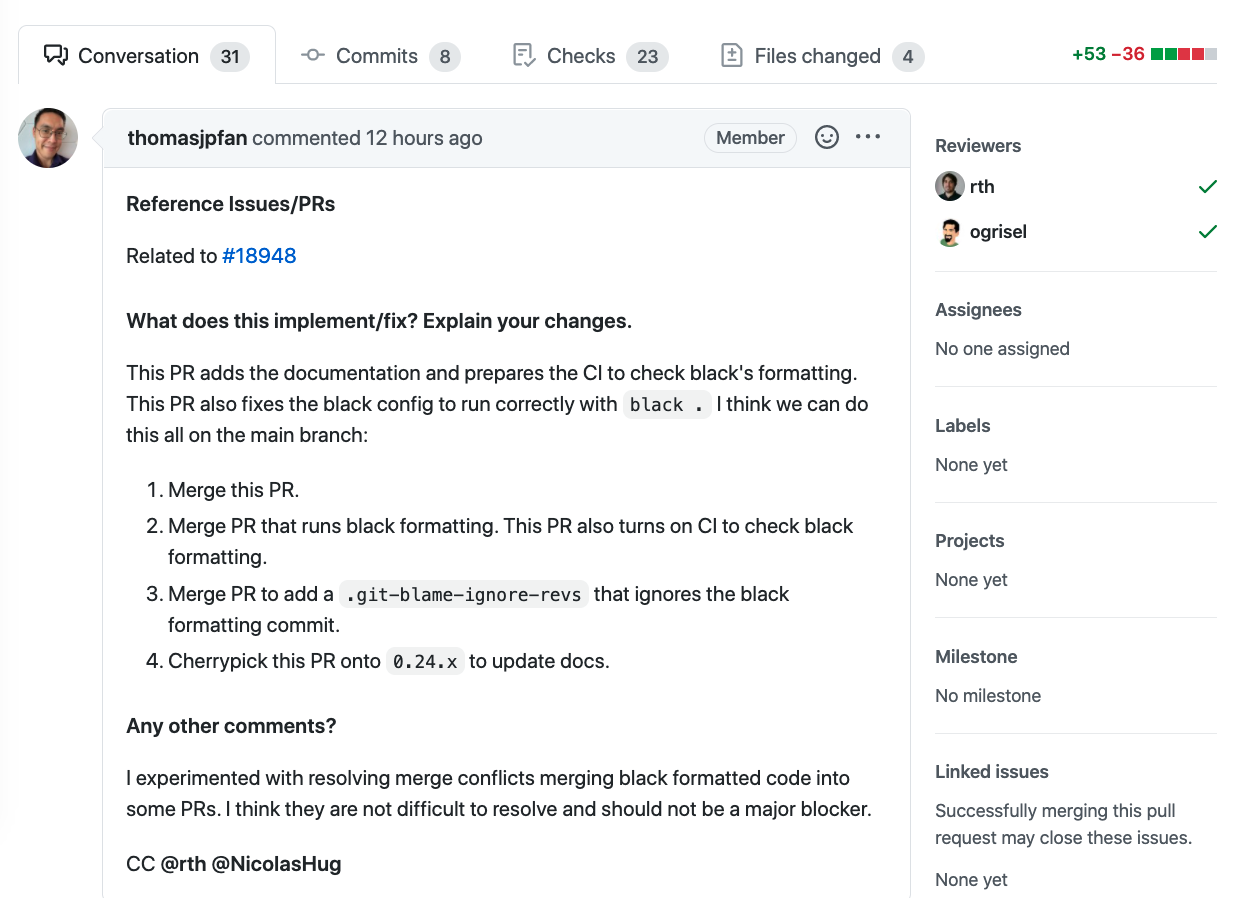 Conversation 31 Commits 8 Checks 23 Files changed 4 +53 −36
thomasjpfan commented 12 hours ago Member
Reference Issues/PRs
Related to #18948
What does this implement/fix? Explain your changes.
This PR adds the documentation and prepares the CI to check black's formatting.
This PR also fixes the black config to run correctly with black . I think we can do
this all on the main branch:
1. Merge this PR.
2. Merge PR that runs black formatting. This PR also turns on CI to check black
formatting.
3. Merge PR to add a .git-blame-ignore-revs that ignores the black
formatting commit.
4. Cherrypick this PR onto 0.24.x to update docs.
Any other comments?
I experimented with resolving merge conflicts merging black formatted code into
some PRs. I think they are not difficult to resolve and should not be a major blocker.
CC @rth @NicolasHug
Reviewers
rth
ogrisel
Assignees
No one assigned
Labels
None yet
Projects
None yet
Milestone
No milestone
Linked issues
Successfully merging this pull
request may close these issues.
None yet